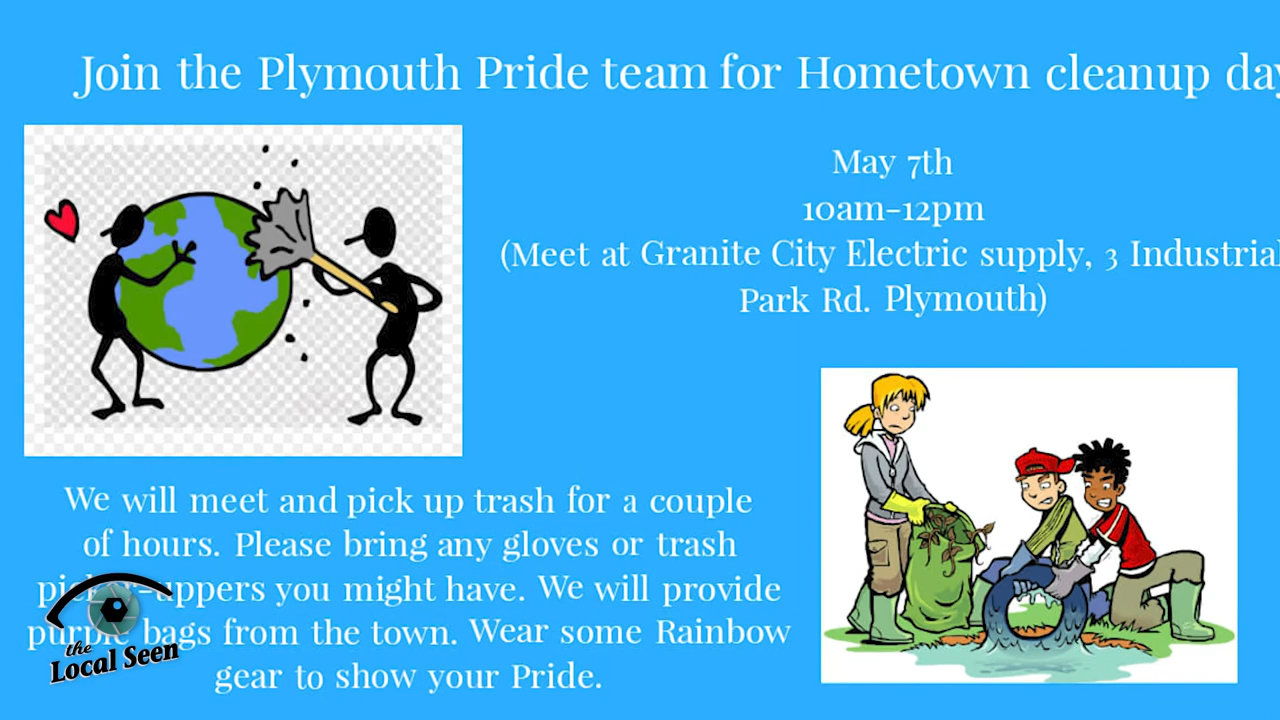 Join the Plymouth Pride team for Hometown cleanup day
May 7th
10am-12pm
(Meet at Granite City Electric supply, 3 Industrial
Park Rd. Plymouth)
We will meet and pick up trash for a couple
of hours. Please bring any gloves or trash
picker-uppers you might have. We will provide
purple bags from the town. Wear some Rainbow
gear to show your Pride.
the
Local Seen